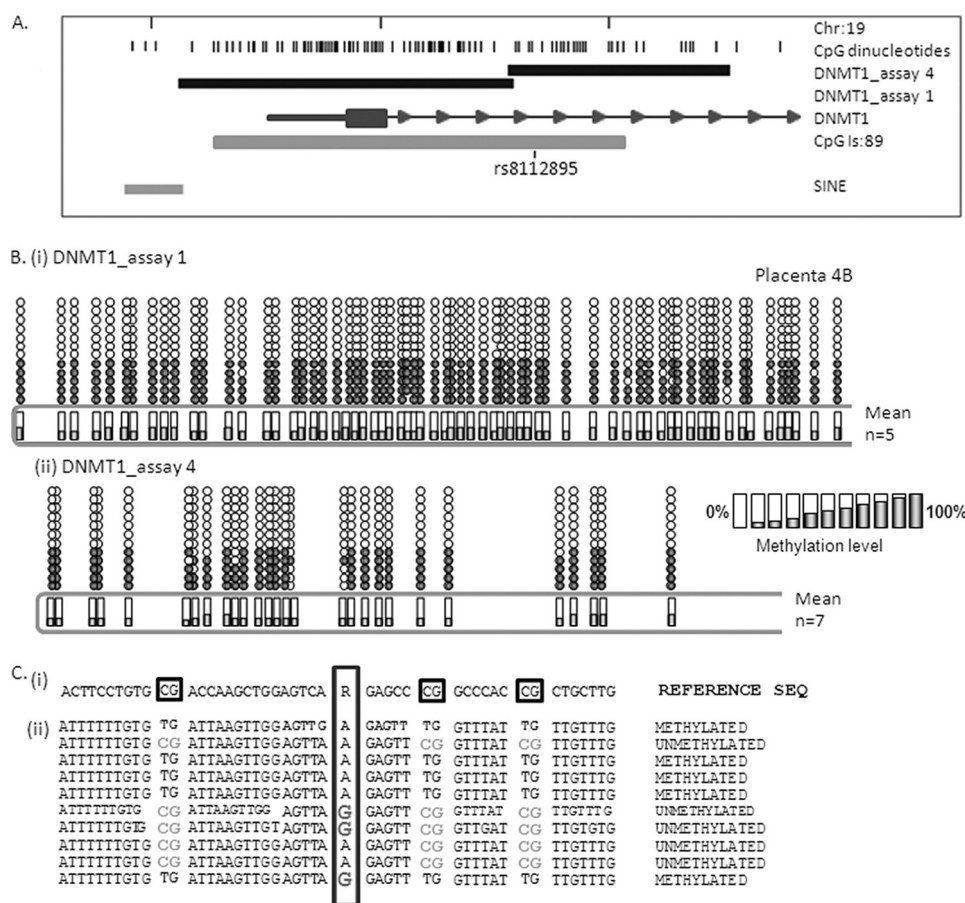 A.
Chr:19
CpG dinucleotides
DNMT1_assay 4
DNMT1_assay 1
DNMT1
CpG Is:89
rs8112895
SINE
B. (i) DNMT1_assay 1
Placenta 4B
Mean
n=5
(ii) DNMT1_assay 4
0% 100%
Methylation level
Mean
n=7
C. (i) ACTTCCTGTG CG ACCAAGCTGGAGTCA R GAGCC CG GCCCAC CG CTGCTTG REFERENCE SEQ
(ii) ATTTTTTGTG TG ATTAAGTTGGAGTTG A GAGTT TG GTTTAT TG TTGTTTG METHYLATED
ATTTTTTGTG CG ATTAAGTTGGAGTTA A GAGTT CG GTTTAT CG TTGTTTG UNMETHYLATED
ATTTTTTGTG TG ATTAAGTTGGAGTTA A GAGTT TG GTTTAT TG TTGTTTG METHYLATED
ATTTTTTGTG TG ATTAAGTTGGAGTTA A GAGTT TG GTTTAT TG TTGTTTG METHYLATED
ATTTTTTGTG TG ATTAAGTTGGAGTTA A GAGTT TG GTTTAT TG TTGTTTG METHYLATED
ATTTTTTGTG CG ATTAAGTTGG AGTTA G GAGTT CG GTTTAT CG TTGTTTG UNMETHYLATED
ATTTTTTGTG CG ATTAAGTTGTAGTTA G GAGTT CG GTTGAT CG TTGTGTG UNMETHYLATED
ATTTTTTGTG CG ATTAAGTTGGAGTTA A GAGTT CG GTTTAT CG TTGTTTG UNMETHYLATED
ATTTTTTGTG CG ATTAAGTTGGAGTTA A GAGTT CG GTTTAT CG TTGTTTG UNMETHYLATED
ATTTTTTGTG TG ATTAAGTTGGAGTTA G GAGTT TG GTTTAT TG TTGTTTG METHYLATED